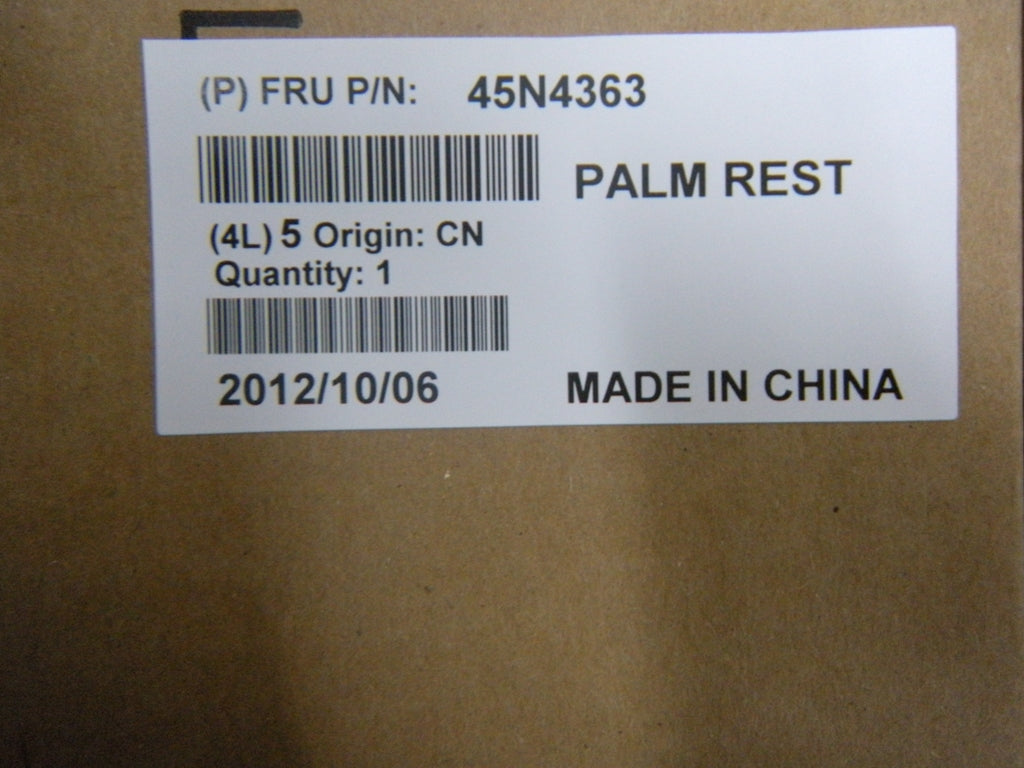 (P) FRU P/N: 45N4363
PALM REST
(4L) 5 Origin: CN
Quantity: 1
2012/10/06 MADE IN CHINA